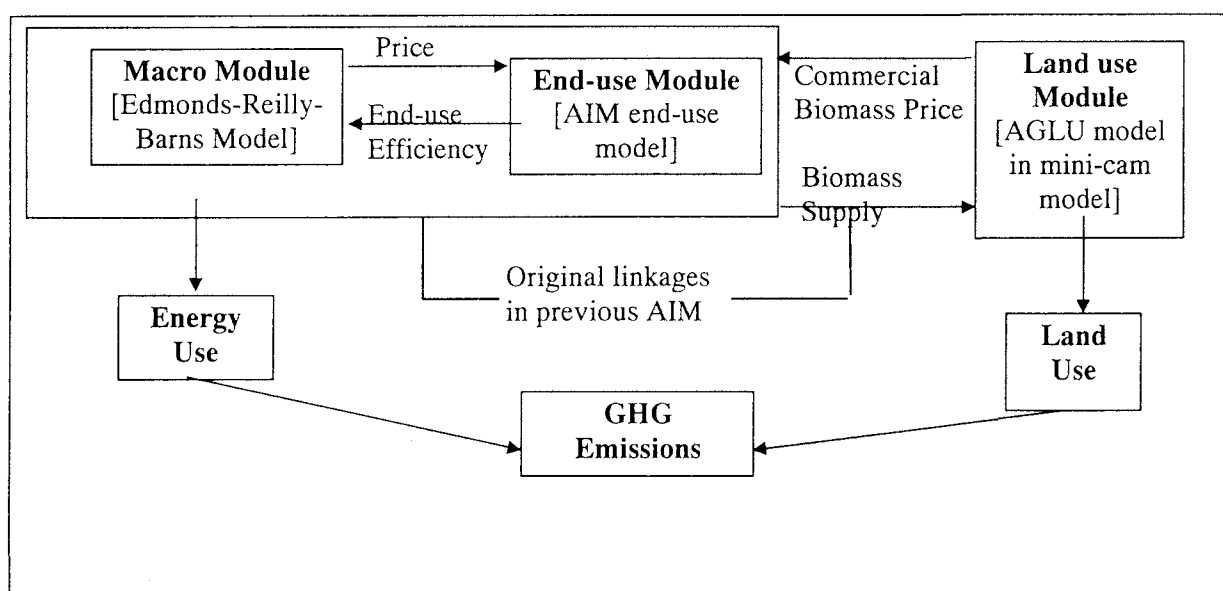 Price
Macro Module
[Edmonds-Reilly-
Barns Model]
End-use
Efficiency
End-use Module
[AIM end-use
model]
Commercial
Biomass Price
Biomass
Supply
Land use
Module
[AGLU model
in mini-cam
model]
Original linkages
in previous AIM
Energy
Use
Land
Use
GHG
Emissions